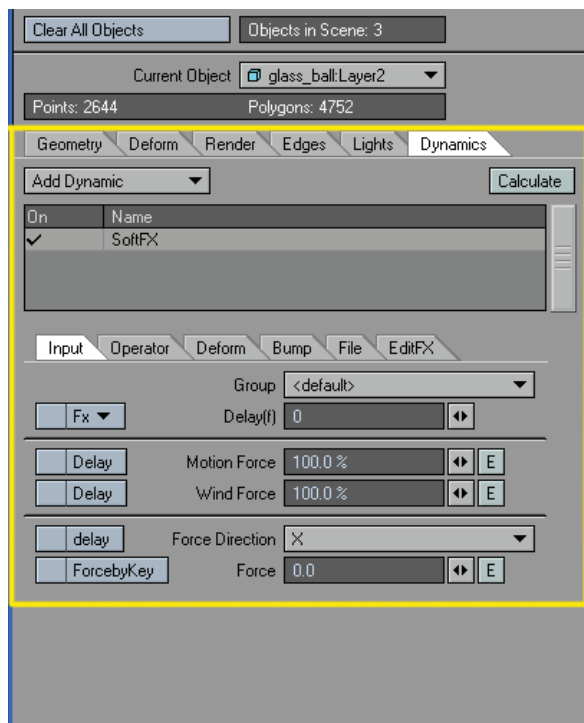 Clear All Objects Objects in Scene: 3
Current Object glass_ball:Layer2
Points: 2644 Polygons: 4752
Geometry Deform Render Edges Lights Dynamics
Add Dynamic Calculate
On Name
SoftFX
Input Operator Deform Bump File EditFX
Group <default>
Fx Delay(f) 0
Delay Motion Force 100.0 % E
Delay Wind Force 100.0 % E
delay Force Direction X
ForcebyKey Force 0.0 E